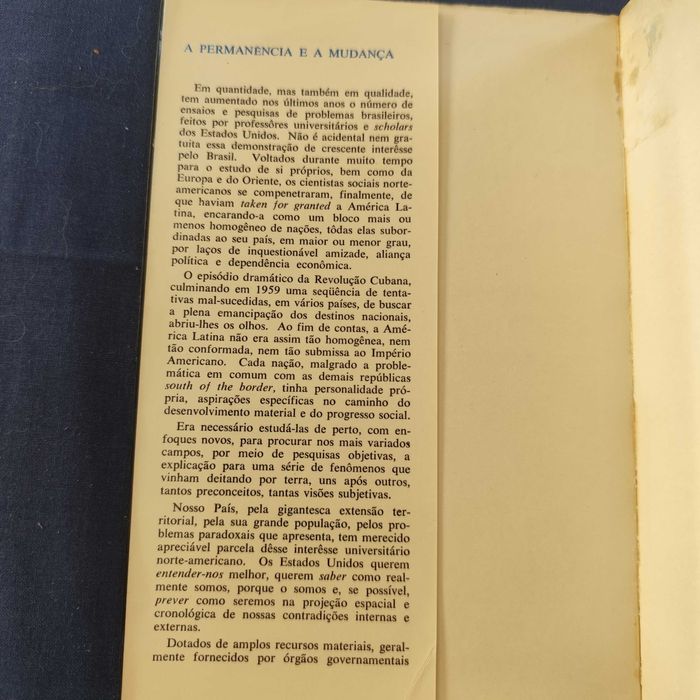 A PERMANÊNCIA E A MUDANÇA
Em quantidade, mas também em qualidade,
tem aumentado nos últimos anos o número de
ensaios e pesquisas de problemas brasileiros,
feitos por professôres universitários e scholars
dos Estados Unidos. Não é acidental nem gra-
tuita essa demonstração de crescente interêsse
pelo Brasil. Voltados durante muito tempo
para o estudo de si próprios, bem como da
Europa e do Oriente, os cientistas sociais norte-
americanos se compenetraram, finalmente, de
que haviam taken for granted a América La-
tina, encarando-a como um bloco mais ou
menos homogêneo de nações, tôdas elas subor-
dinadas ao seu país, em maior ou menor grau,
por laços de inquestionável amizade, aliança
política e dependência econômica.
O episódio dramático da Revolução Cubana,
culminando em 1959 uma seqüência de tenta-
tivas mal-sucedidas, em vários países, de buscar
a plena emancipação dos destinos nacionais,
abriu-lhes os olhos. Ao fim de contas, a Amé-
rica Latina não era assim tão homogênea, nem
tão conformada, nem tão submissa ao Império
Americano. Cada nação, malgrado a proble-
mática em comum com as demais repúblicas
south of the border, tinha personalidade pró-
pria, aspirações específicas no caminho do
desenvolvimento material e do progresso social.
Era necessário estudá-las de perto, com en-
foques novos, para procurar nos mais variados
campos, por meio de pesquisas objetivas, a
explicação para uma série de fenômenos que
vinham deitando por terra, uns após outros,
tantos preconceitos, tantas visões subjetivas.
Nosso País, pela gigantesca extensão ter-
ritorial, pela sua grande população, pelos pro-
blemas paradoxais que apresenta, tem merecido
apreciável parcela dêsse interêsse universitário
norte-americano. Os Estados Unidos querem
entender-nos melhor, querem saber como real-
mente somos, porque o somos e, se possível,
prever como seremos na projeção espacial e
cronológica de nossas contradições internas e
externas.
Dotados de amplos recursos materiais, geral-
mente fornecidos por órgãos governamentais